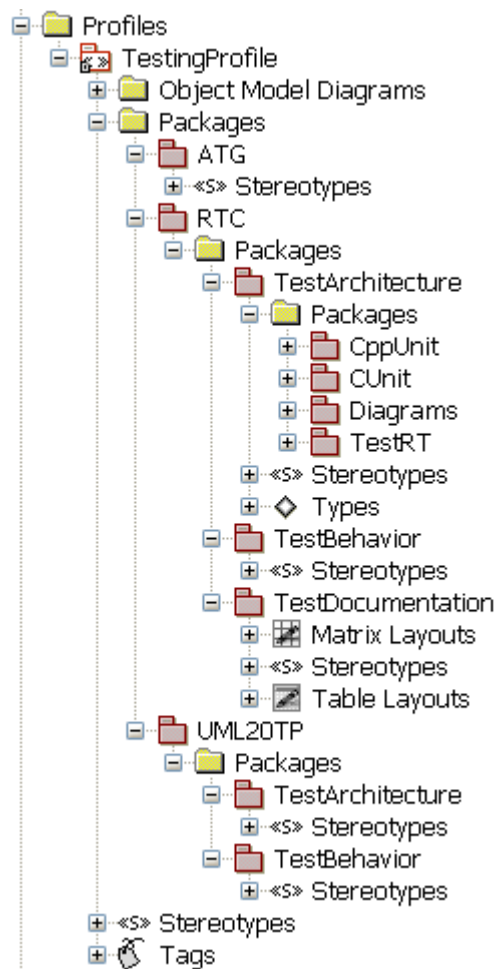 Profiles
TestingProfile
Object Model Diagrams
Packages
ATG
«S» Stereotypes
RTC
Packages
TestArchitecture
Packages
CppUnit
CUnit
Diagrams
TestRT
«S» Stereotypes
Types
TestBehavior
«S» Stereotypes
TestDocumentation
Matrix Layouts
«S» Stereotypes
Table Layouts
UML20TP
Packages
TestArchitecture
«S» Stereotypes
TestBehavior
«S» Stereotypes
«S» Stereotypes
Tags